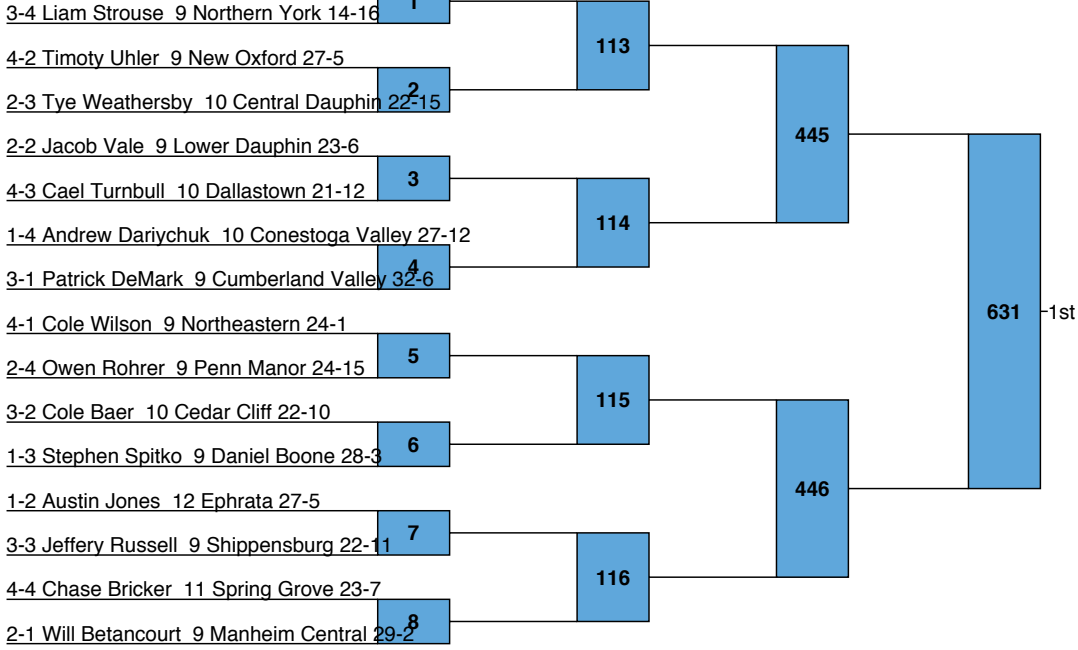 1
3-4 Liam Strouse 9 Northern York 14-16
113
4-2 Timoty Uhler 9 New Oxford 27-5
2
2-3 Tye Weathersby 10 Central Dauphin 22-15
445
2-2 Jacob Vale 9 Lower Dauphin 23-6
3
4-3 Cael Turnbull 10 Dallastown 21-12
114
1-4 Andrew Dariychuk 10 Conestoga Valley 27-12
4
3-1 Patrick DeMark 9 Cumberland Valley 32-6
631
1st
4-1 Cole Wilson 9 Northeastern 24-1
5
2-4 Owen Rohrer 9 Penn Manor 24-15
115
3-2 Cole Baer 10 Cedar Cliff 22-10
6
1-3 Stephen Spitko 9 Daniel Boone 28-3
446
1-2 Austin Jones 12 Ephrata 27-5
7
3-3 Jeffery Russell 9 Shippensburg 22-11
116
4-4 Chase Bricker 11 Spring Grove 23-7
8
2-1 Will Betancourt 9 Manheim Central 29-2